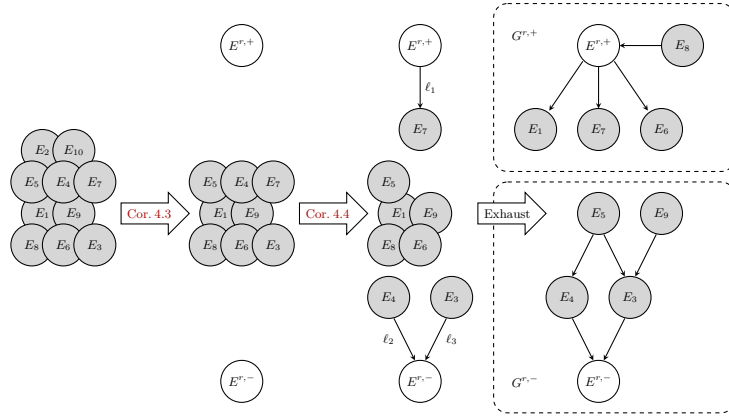 E^{r,+} E^{r,+} G^{r,+} E^{r,+} E_8
ℓ_1
E_7 E_1 E_7 E_6
E_2 E_10
E_5 E_4 E_7 E_5 E_4 E_7 E_5
E_1 E_9 Cor. 4.3 E_1 E_9 Cor. 4.4 E_1 E_9 Exhaust E_5 E_9
E_8 E_6 E_3 E_8 E_6 E_3 E_8 E_6
E_4 E_3 E_4 E_3
ℓ_2 ℓ_3
E^{r,-} E^{r,-} G^{r,-} E^{r,-}